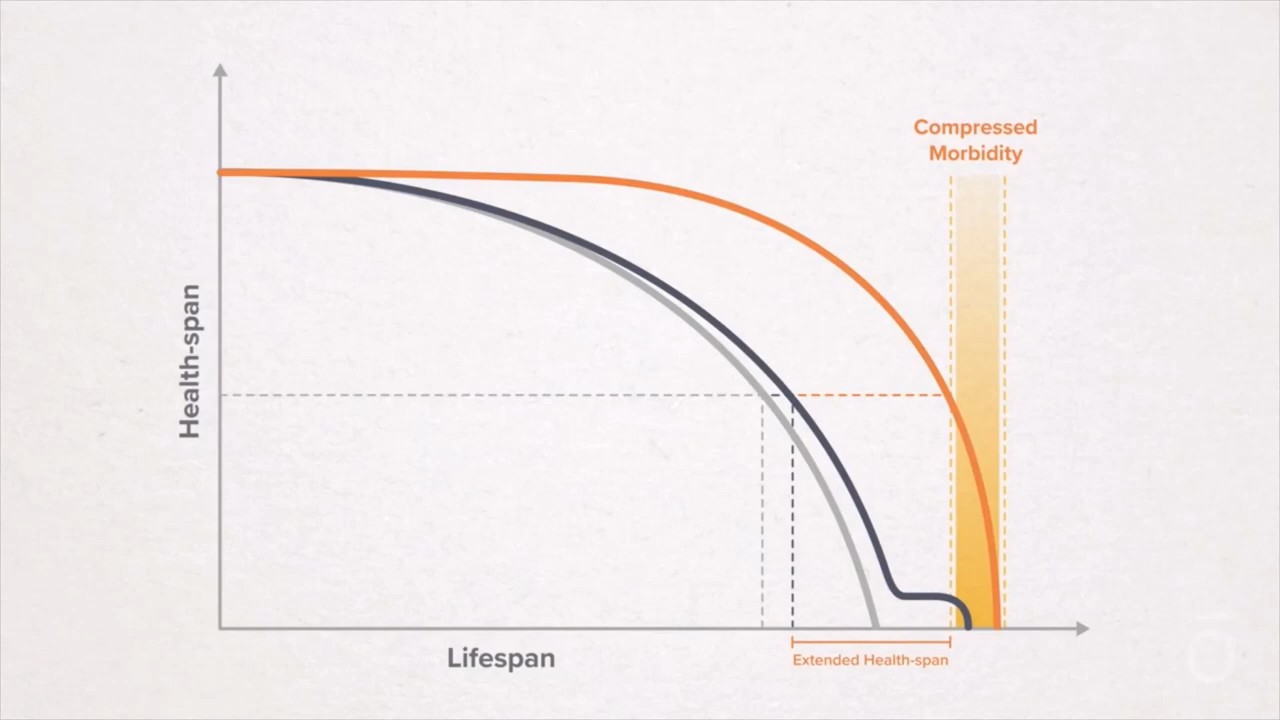 Compressed
Morbidity
Health-span
Extended Health-span
Lifespan